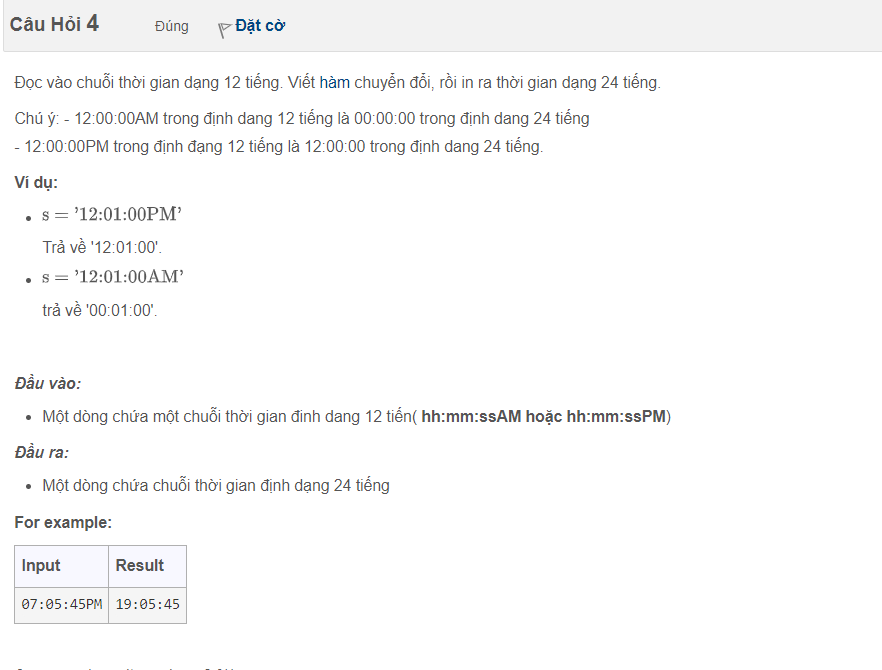 Câu Hỏi 4
Đúng
Đặt cờ
Đọc vào chuỗi thời gian dạng 12 tiếng. Viết hàm chuyển đổi, rồi in ra thời gian dạng 24 tiếng.
Chú ý: - 12:00:00AM trong định dang 12 tiếng là 00:00:00 trong định dang 24 tiếng
- 12:00:00PM trong định đạng 12 tiếng là 12:00:00 trong định dang 24 tiếng.
Ví dụ:
• s = ’12:01:00PM’
Trả về '12:01:00'.
• s = ’12:01:00AM’
trả về '00:01:00'.
Đầu vào:
• Một dòng chứa một chuỗi thời gian đinh dang 12 tiến( hh:mm:ssAM hoặc hh:mm:ssPM)
Đầu ra:
• Một dòng chứa chuỗi thời gian định dạng 24 tiếng
For example:
Input Result
07:05:45PM 19:05:45